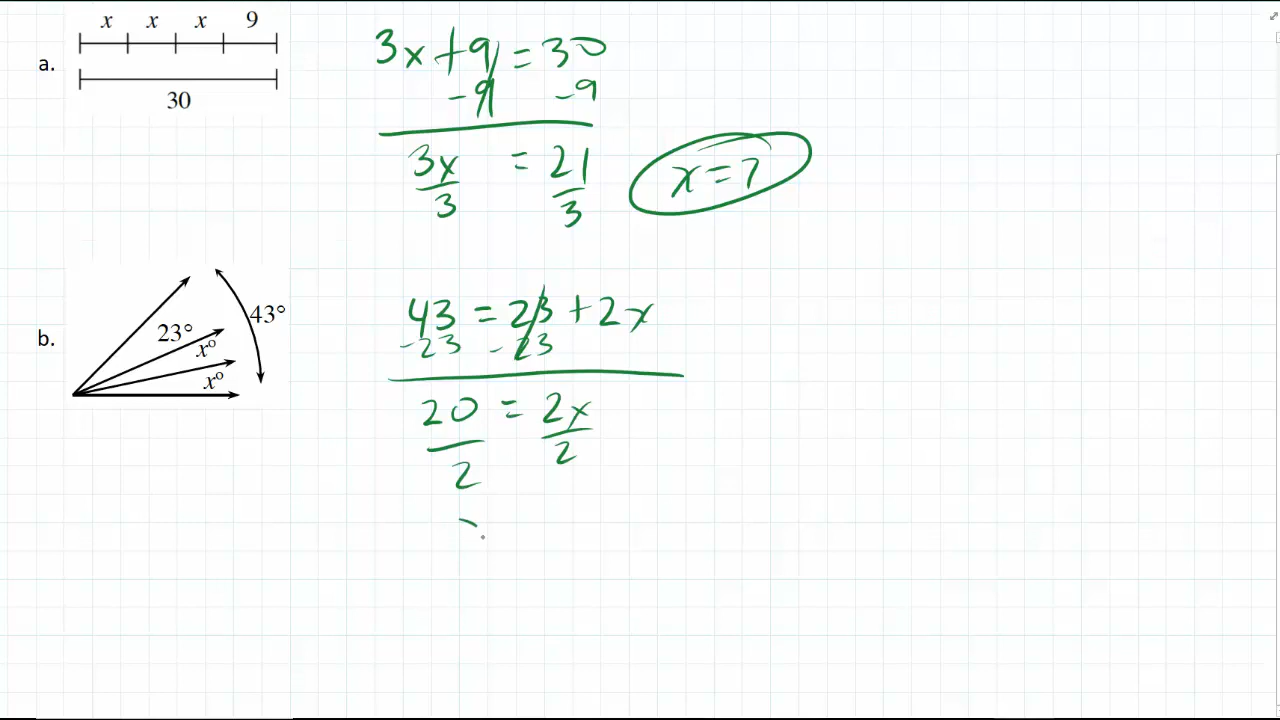 x x x 9
a.
30
3x + 9 = 30
-9 -9
3x = 21
3 3
x = 7
b.
43°
23°
x°
x°
43 = 23 + 2x
-23 -23
20 = 2x
2 2